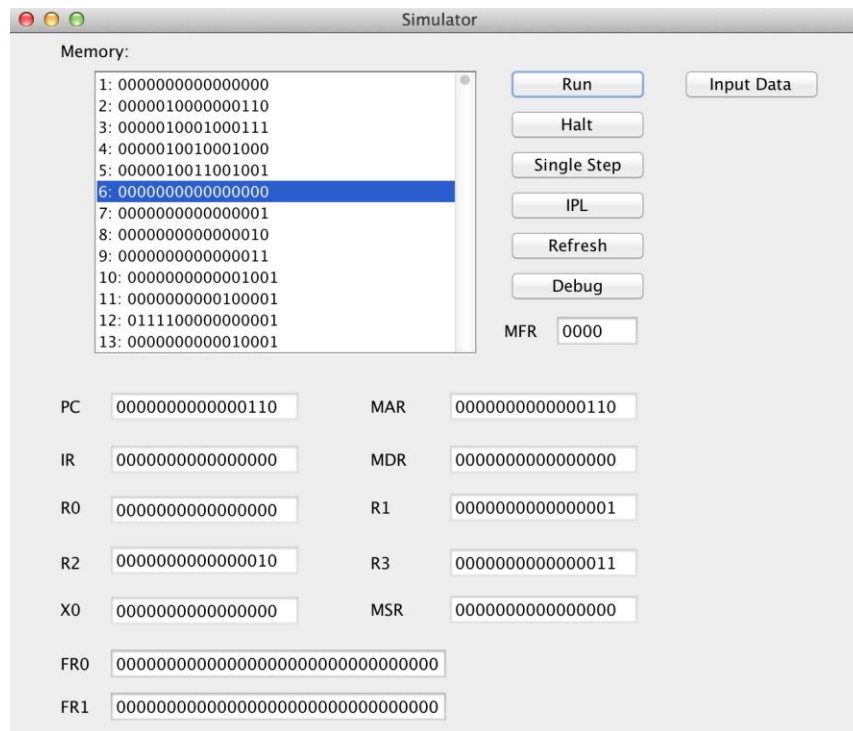 Simulator
Memory:
1: 0000000000000000
2: 0000010000000110
3: 0000010001000111
4: 0000010010001000
5: 0000010011001001
6: 0000000000000000
7: 0000000000000001
8: 0000000000000010
9: 0000000000000011
10: 0000000000001001
11: 0000000000100001
12: 0111100000000001
13: 0000000000010001
Run
Input Data
Halt
Single Step
IPL
Refresh
Debug
MFR 0000
PC 0000000000000110 MAR 0000000000000110
IR 0000000000000000 MDR 0000000000000000
R0 0000000000000000 R1 0000000000000001
R2 0000000000000010 R3 0000000000000011
X0 0000000000000000 MSR 0000000000000000
FR0 00000000000000000000000000000000
FR1 00000000000000000000000000000000